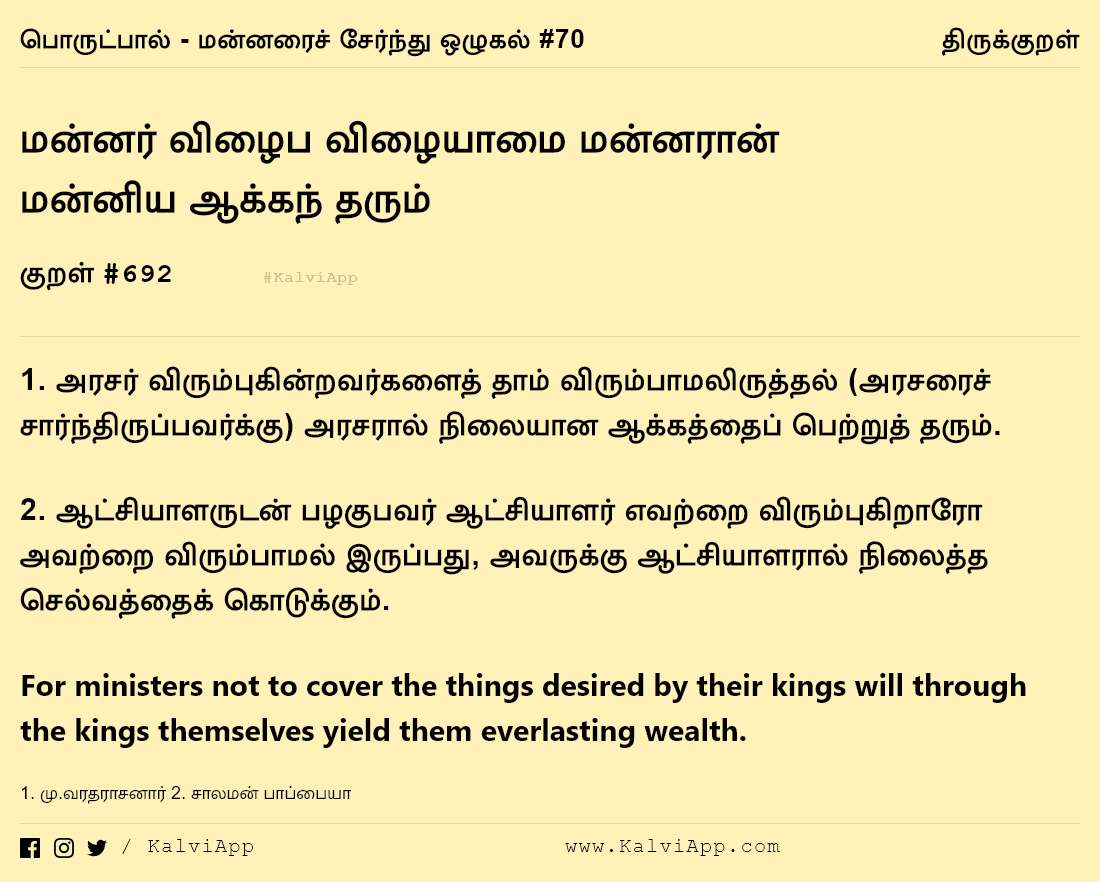 பொருட்பால் - மன்னரைச் சேர்ந்து ஒழுகல் #70 திருக்குறள்
மன்னர் விழைப விழையாமை மன்னரான்
மன்னிய ஆக்கந் தரும்
குறள் #692 #KalviApp
1. அரசர் விரும்புகின்றவர்களைத் தாம் விரும்பாமலிருத்தல் (அரசரைச்
சார்ந்திருப்பவர்க்கு) அரசரால் நிலையான ஆக்கத்தைப் பெற்றுத் தரும்.
2. ஆட்சியாளருடன் பழகுபவர் ஆட்சியாளர் எவற்றை விரும்புகிறாரோ
அவற்றை விரும்பாமல் இருப்பது, அவருக்கு ஆட்சியாளரால் நிலைத்த
செல்வத்தைக் கொடுக்கும்.
For ministers not to cover the things desired by their kings will through
the kings themselves yield them everlasting wealth.
1. மு.வரதராசனார் 2. சாலமன் பாப்பையா
/ KalviApp www.KalviApp.com